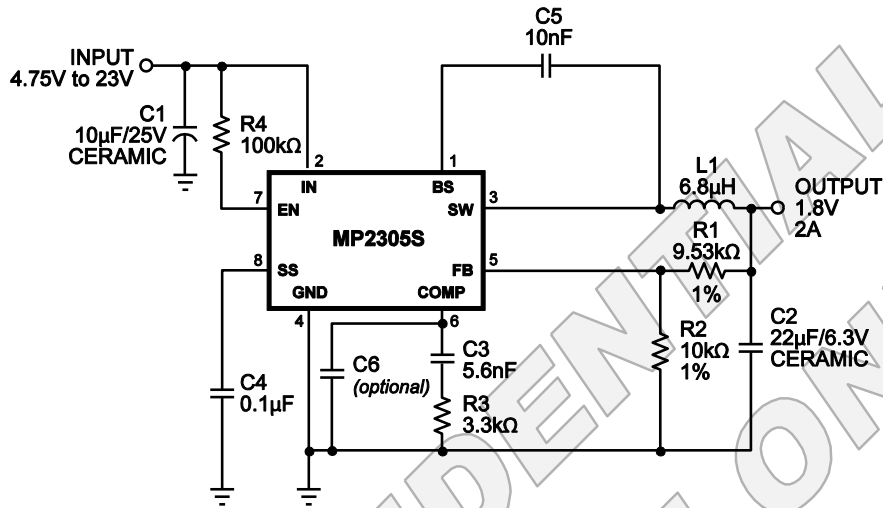 INPUT
4.75V to 23V
C1
10µF/25V
CERAMIC
R4
100kΩ
C5
10nF
2
1
IN
BS
7
EN
SW
3
MP2305S
L1
6.8µH
OUTPUT
1.8V
2A
R1
9.53kΩ
1%
8
SS
FB
5
GND
COMP
4
6
C4
0.1µF
C6
(optional)
C3
5.6nF
R3
3.3kΩ
R2
10kΩ
1%
C2
22µF/6.3V
CERAMIC
DENTIAL
ON